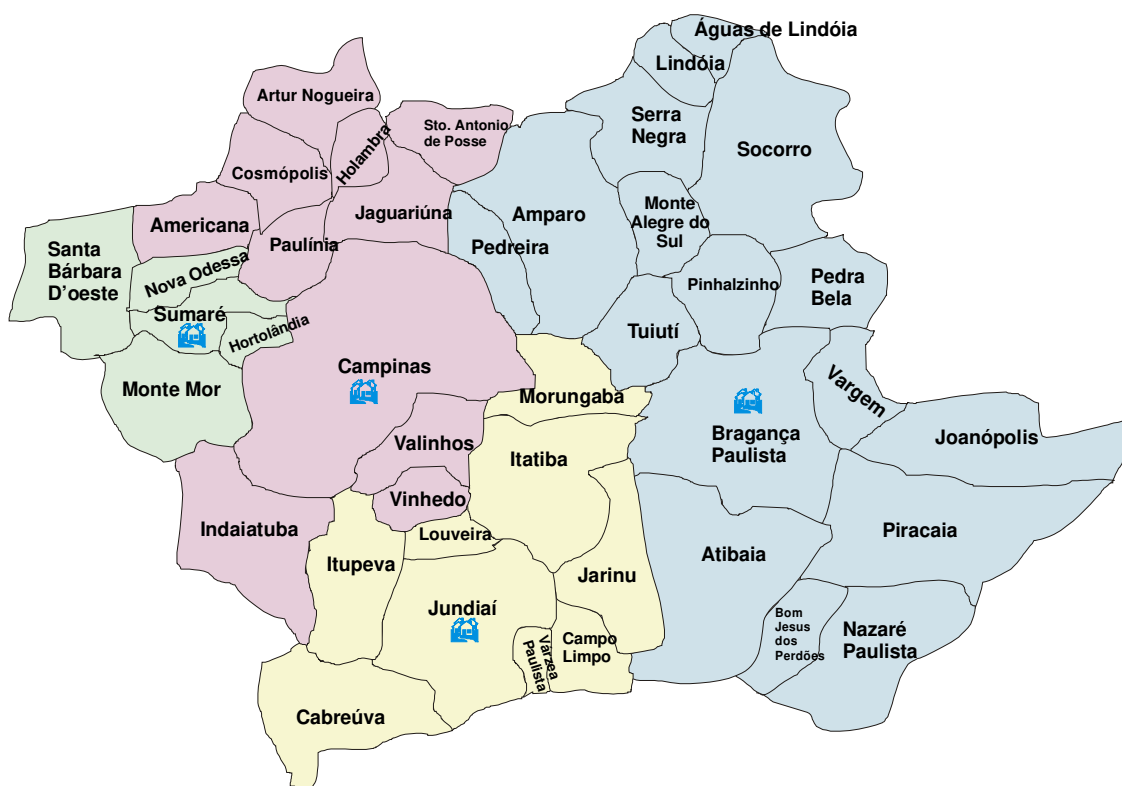 Águas de Lindóia
Lindóia
Artur Nogueira
Serra
Negra
Sto. Antonio
de Posse
Holambra
Socorro
Cosmópolis
Monte
Alegre do
Sul
Americana
Jaguariúna
Amparo
Paulínia
Pedreira
Santa
Bárbara
D'oeste
Nova Odessa
Pinhalzinho
Pedra
Bela
Sumaré
Hortolândia
Tuiutí
Campinas
Vargem
Monte Mor
Morungaba
Bragança
Paulista
Joanópolis
Valinhos
Itatiba
Vinhedo
Indaiatuba
Louveira
Piracaia
Itupeva
Atibaia
Jarinu
Jundiaí
Bom
Jesus
dos
Perdões
Nazaré
Paulista
Várzea
Paulista
Campo
Limpo
Cabreúva